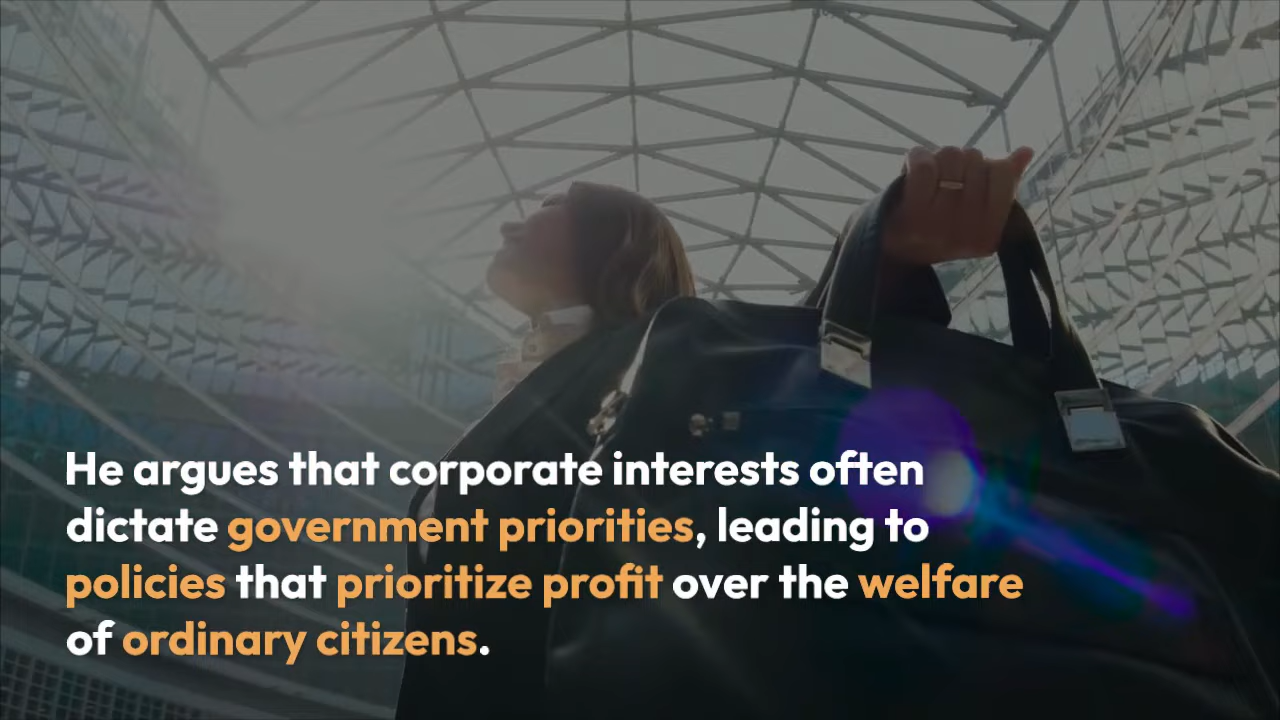 He argues that corporate interests often
dictate government priorities, leading to
policies that prioritize profit over the welfare
of ordinary citizens.